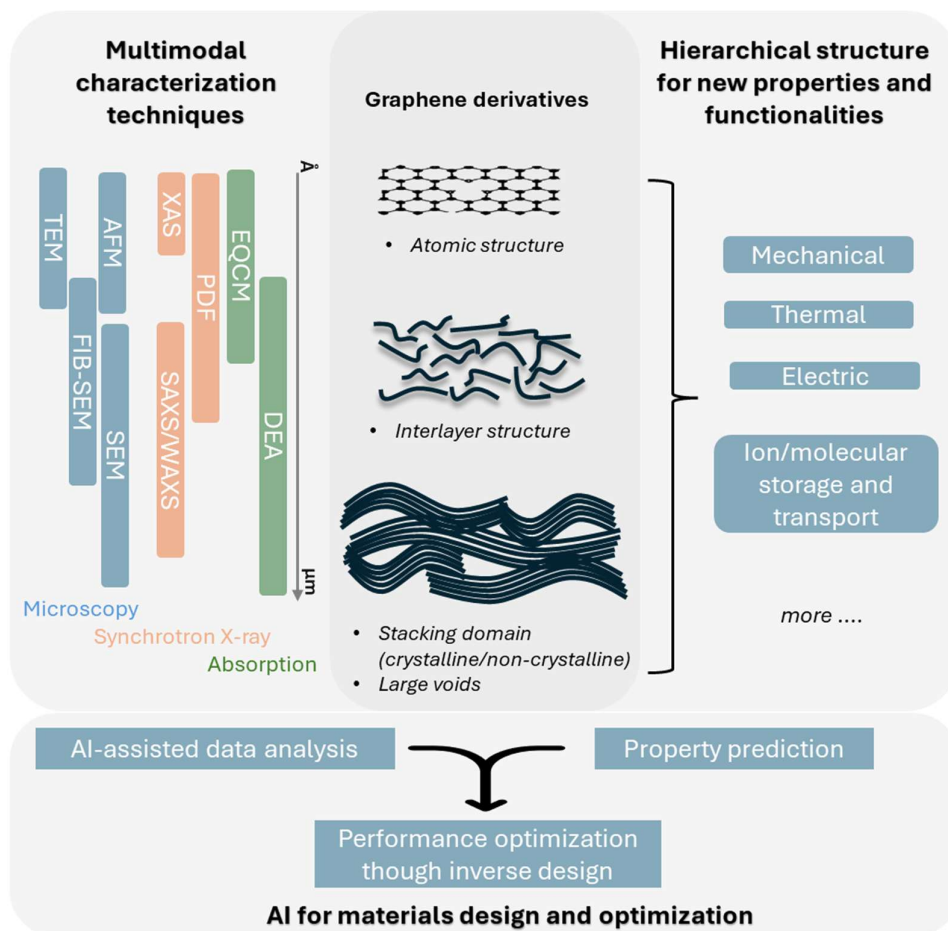 Multimodal
characterization
techniques
TEM
FIB-SEM
AFM
SEM
XAS
SAXS/WAXS
PDF
EQCM
DEA
Å
µm
Microscopy
Synchrotron X-ray
Absorption
Graphene derivatives
• Atomic structure
• Interlayer structure
• Stacking domain
(crystalline/non-crystalline)
• Large voids
Hierarchical structure
for new properties and
functionalities
Mechanical
Thermal
Electric
Ion/molecular
storage and
transport
more ....
AI-assisted data analysis
Property prediction
Performance optimization
though inverse design
AI for materials design and optimization